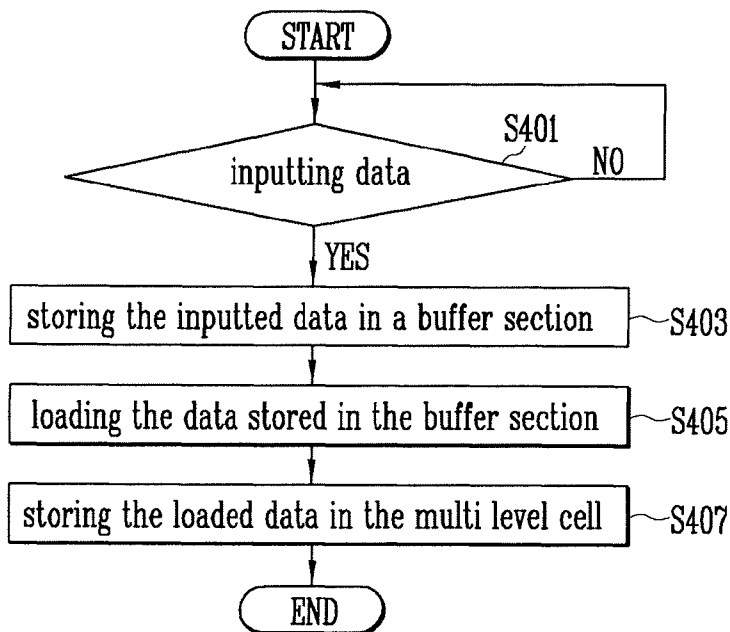 START
S401
inputting data
NO
YES
storing the inputted data in a buffer section
S403
loading the data stored in the buffer section
S405
storing the loaded data in the multi level cell
S407
END